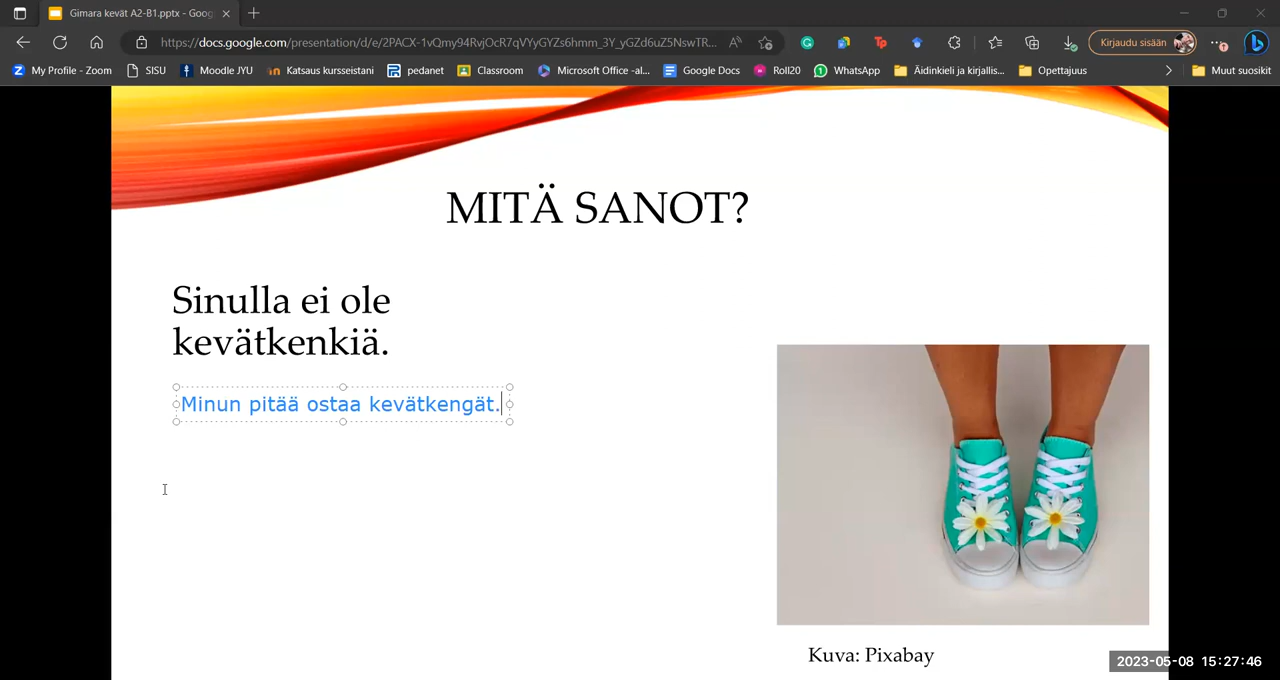 Gimara kevät A2-B1.pptx - Goog
https://docs.google.com/presentation/d/e/2PACX-1vQmy94RvjOcR7qVYyGYZs6hmm_3Y_yGZd6uZ5NswTR...
Kirjaudu sisään
My Profile - Zoom
SISU
Moodle JYU
Katsaus kursseistani
pedanet
Classroom
Microsoft Office -al...
Google Docs
Roll20
WhatsApp
Äidinkieli ja kirjallis...
Opettajuus
Muut suosikit
MITÄ SANOT?
Sinulla ei ole
kevätkenkiä.
Minun pitää ostaa kevätkengät.
Kuva: Pixabay
2023-05-08 15:27:46